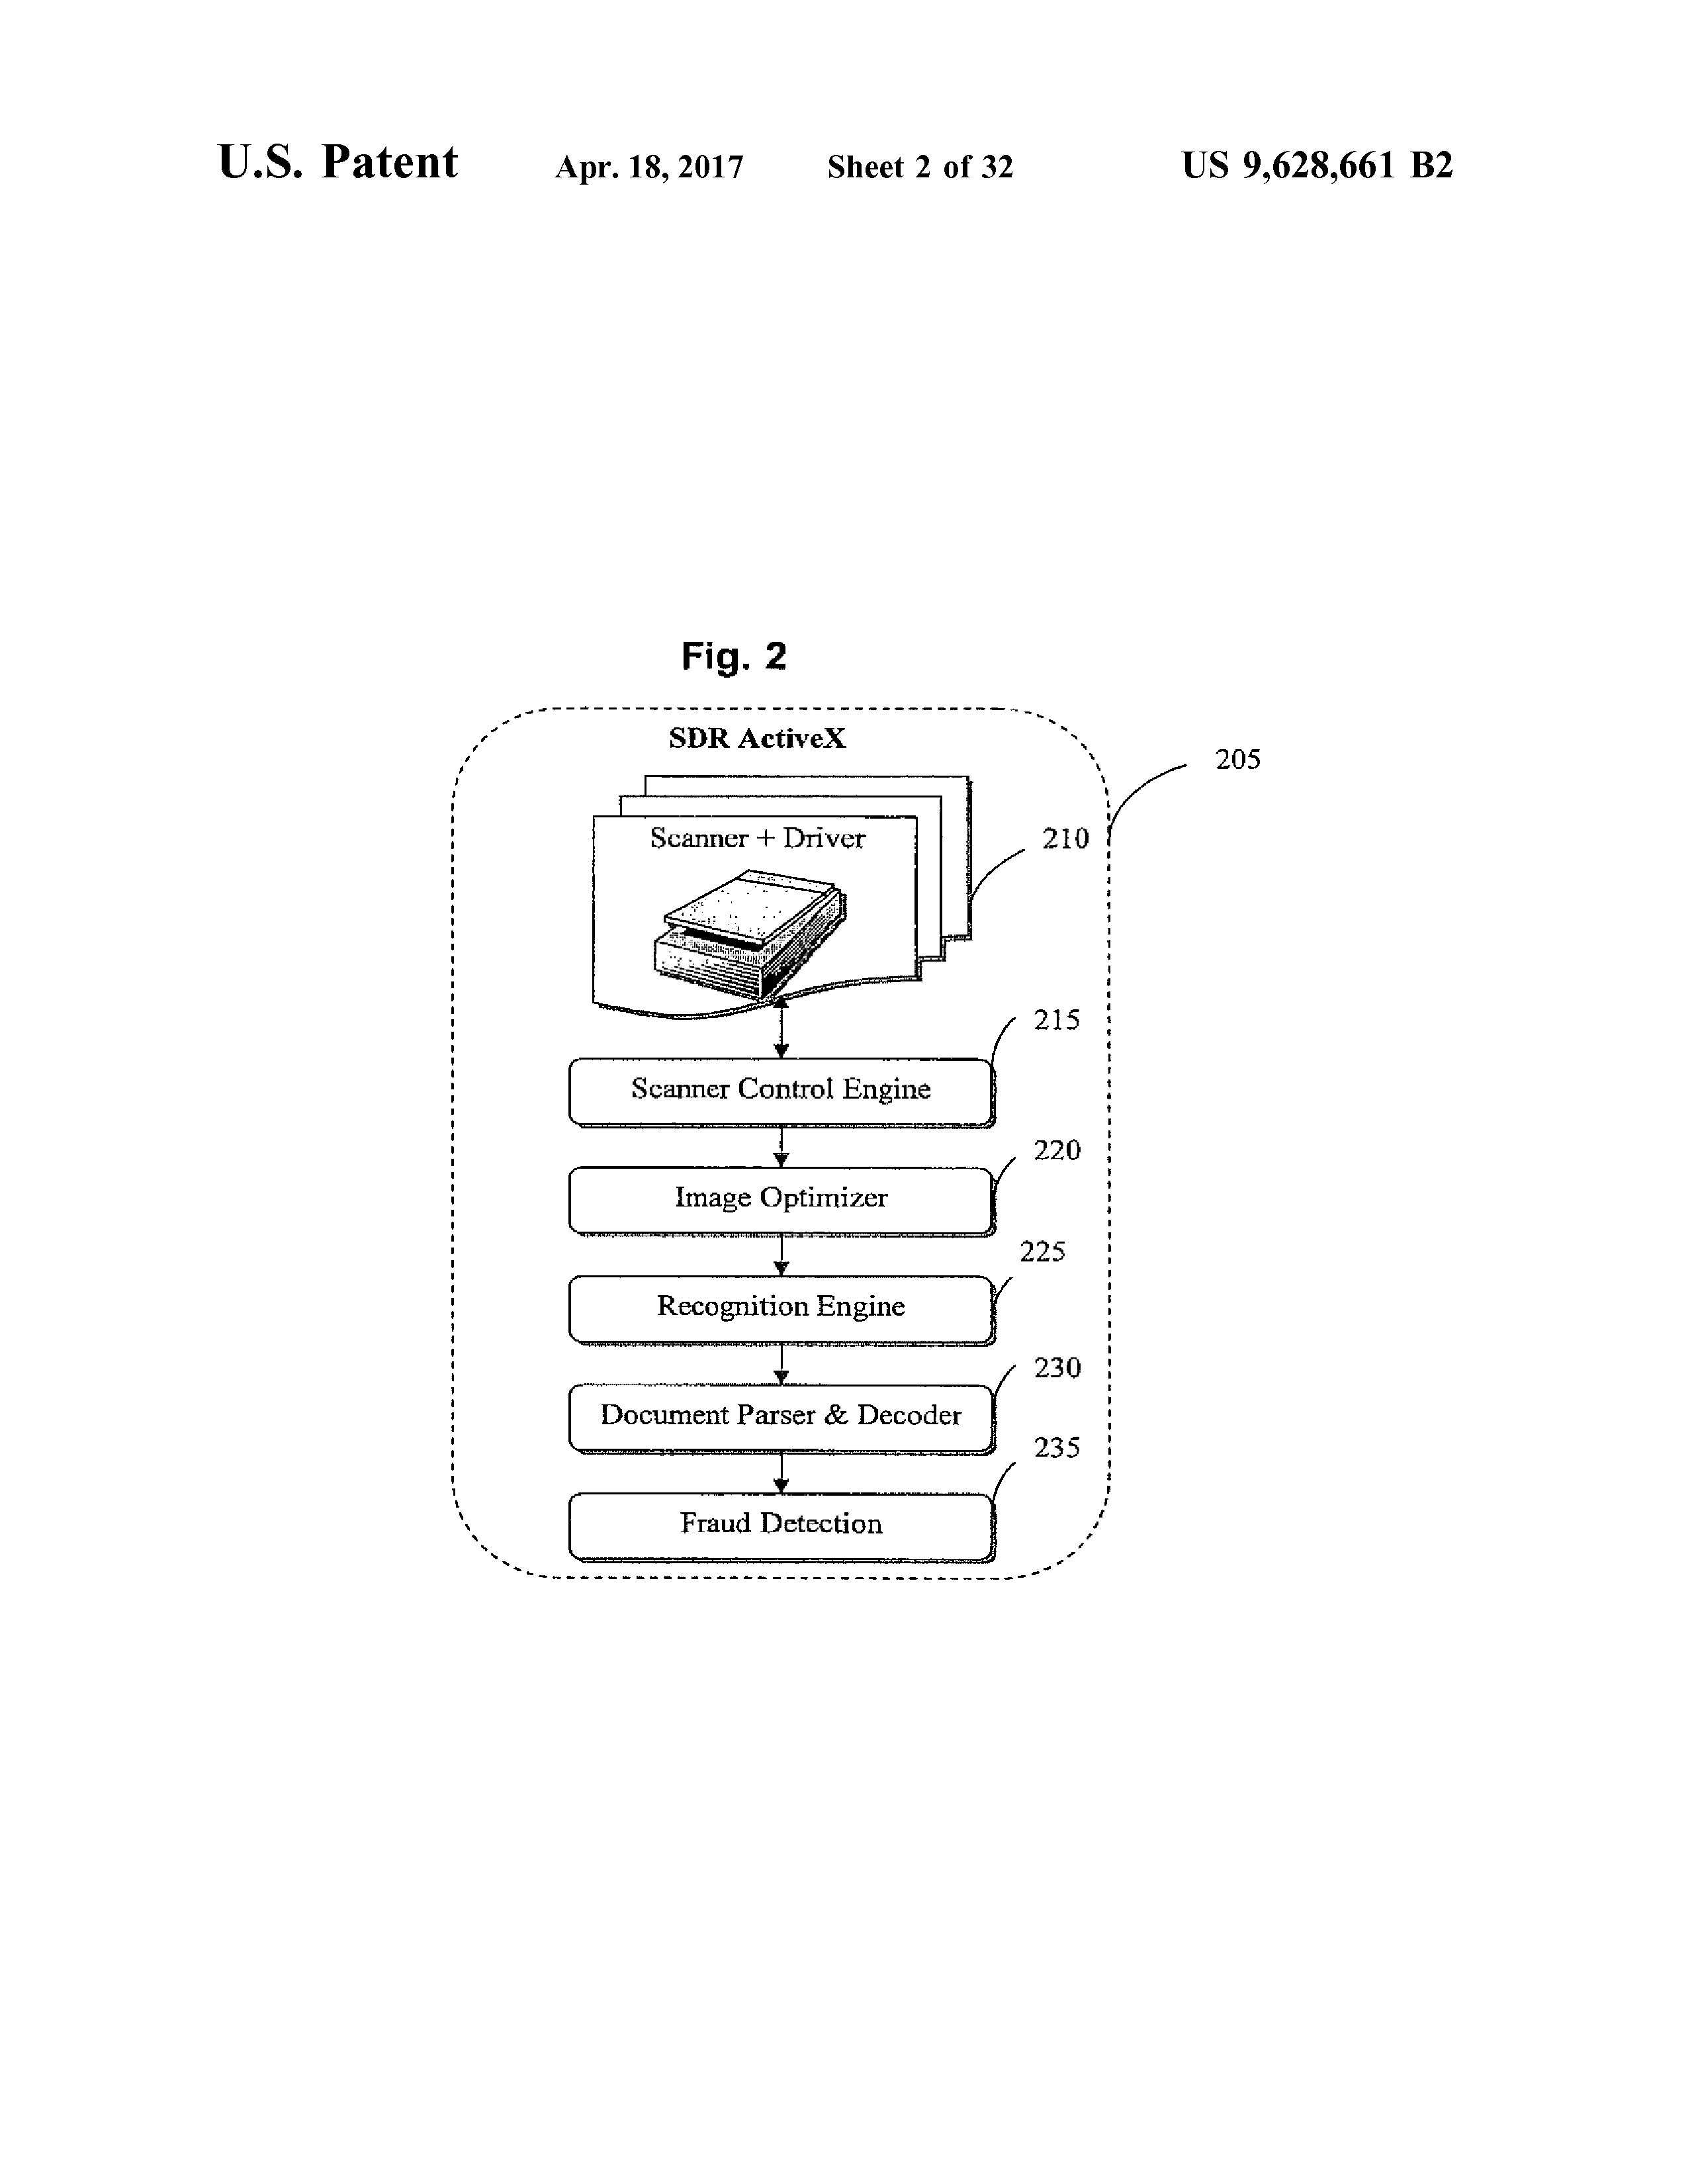 U.S. Patent Apr. 18, 2017 Sheet 2 of 32 US 9,628,661 B2
Fig. 2
SDR ActiveX
205
Scanner + Driver
210
215
Scanner Control Engine
220
Image Optimizer
225
Recognition Engine
230
Document Parser & Decoder
235
Fraud Detection